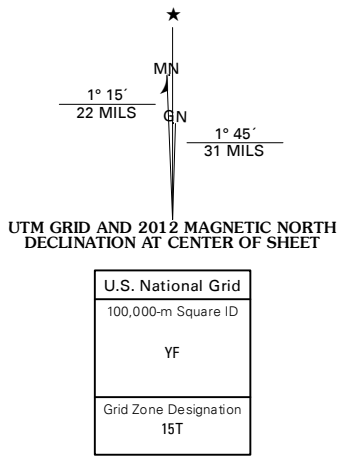 ★
MN
1° 15´
22 MILS
GN
1° 45´
31 MILS
UTM GRID AND 2012 MAGNETIC NORTH
DECLINATION AT CENTER OF SHEET
U.S. National Grid
100,000-m Square ID
YF
Grid Zone Designation
15T